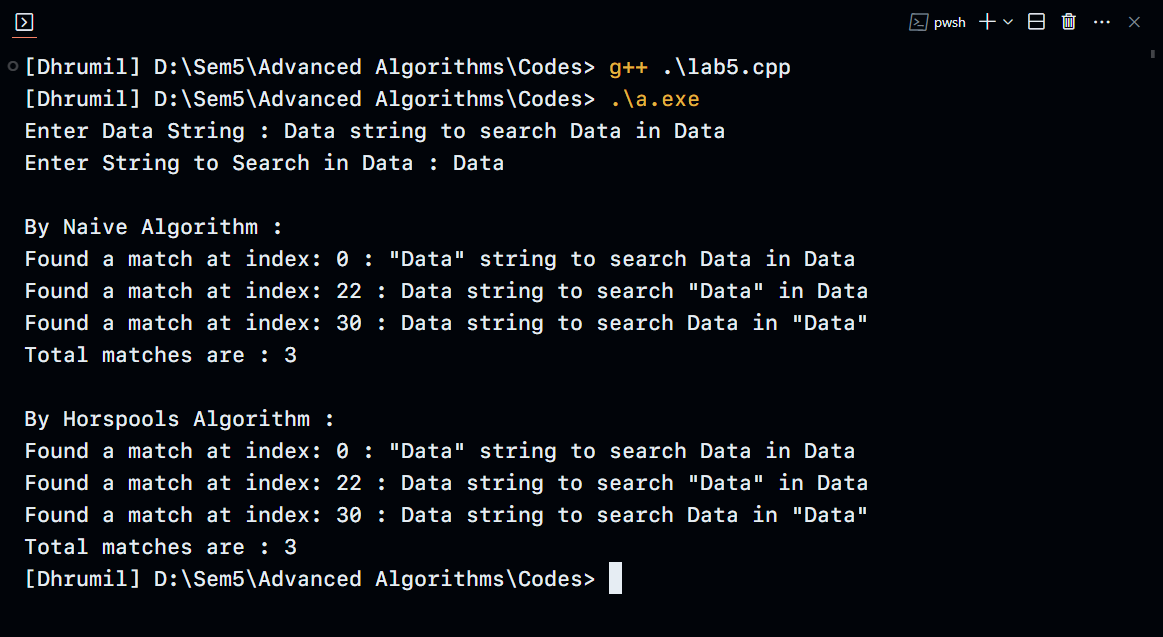 pwsh
[Dhrumil] D:\Sem5\Advanced Algorithms\Codes> g++ .\lab5.cpp
[Dhrumil] D:\Sem5\Advanced Algorithms\Codes> .\a.exe
Enter Data String : Data string to search Data in Data
Enter String to Search in Data : Data
By Naive Algorithm :
Found a match at index: 0 : "Data" string to search Data in Data
Found a match at index: 22 : Data string to search "Data" in Data
Found a match at index: 30 : Data string to search Data in "Data"
Total matches are : 3
By Horspools Algorithm :
Found a match at index: 0 : "Data" string to search Data in Data
Found a match at index: 22 : Data string to search "Data" in Data
Found a match at index: 30 : Data string to search Data in "Data"
Total matches are : 3
[Dhrumil] D:\Sem5\Advanced Algorithms\Codes>